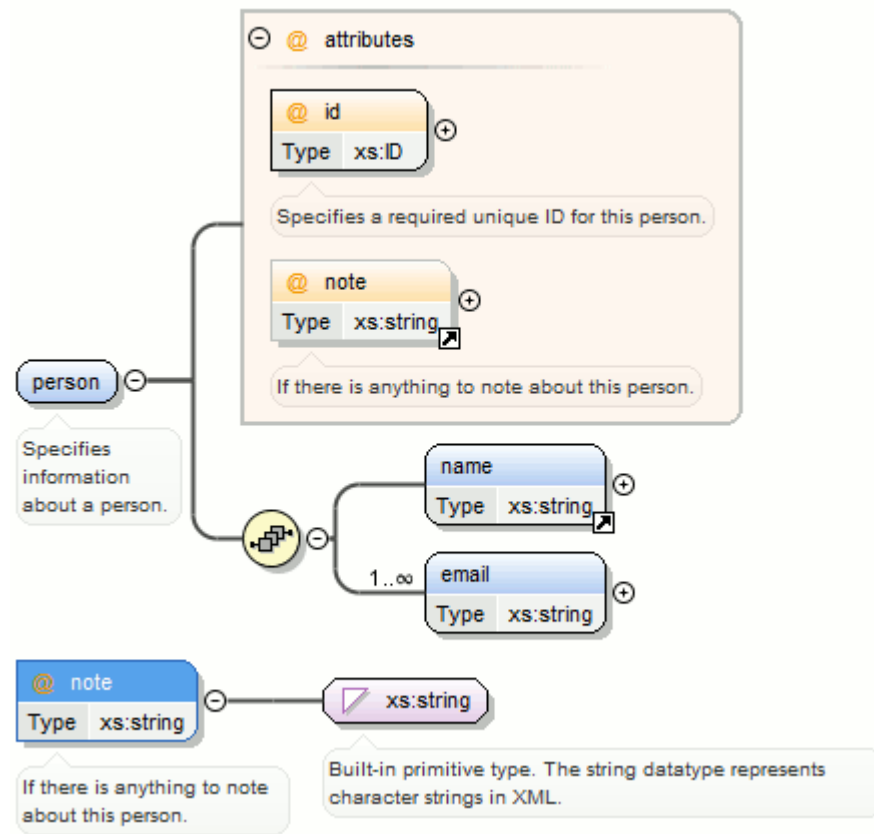 @ attributes
@ id
Type xs:ID
Specifies a required unique ID for this person.
@ note
Type xs:string
If there is anything to note about this person.
person
Specifies
information
about a person.
name
Type xs:string
1..∞
email
Type xs:string
@ note
Type xs:string
xs:string
If there is anything to note
about this person.
Built-in primitive type. The string datatype represents
character strings in XML.